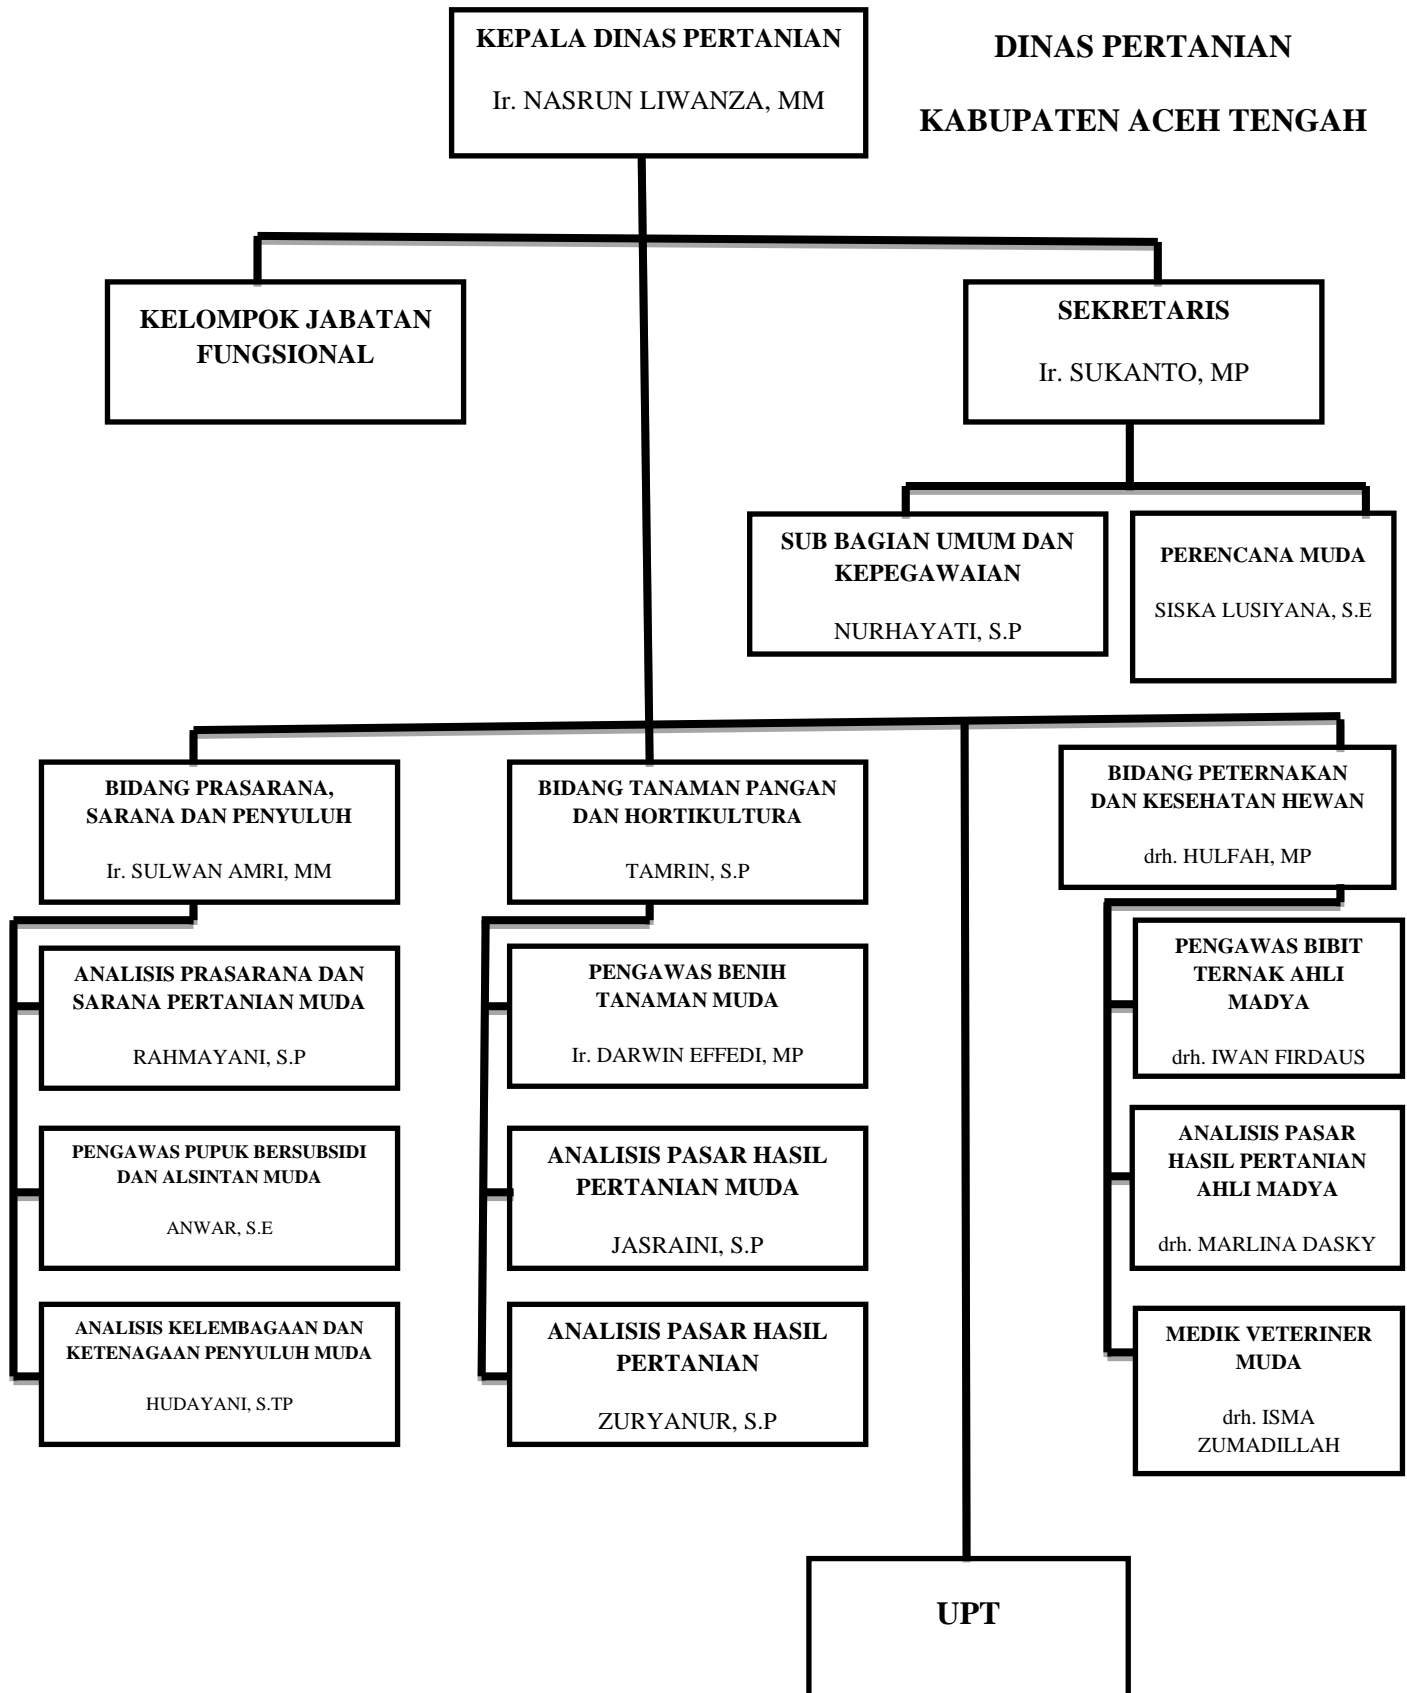 KEPALA DINAS PERTANIAN
Ir. NASRUN LIWANZA, MM
DINAS PERTANIAN
KABUPATEN ACEH TENGAH
KELOMPOK JABATAN
FUNGSIONAL
SEKRETARIS
Ir. SUKANTO, MP
SUB BAGIAN UMUM DAN
KEPEGAWAIAN
NURHAYATI, S.P
PERENCANA MUDA
SISKA LUSIYANA, S.E
BIDANG PRASARANA,
SARANA DAN PENYULUH
Ir. SULWAN AMRI, MM
BIDANG TANAMAN PANGAN
DAN HORTIKULTURA
TAMRIN, S.P
BIDANG PETERNAKAN
DAN KESEHATAN HEWAN
drh. HULFAH, MP
ANALISIS PRASARANA DAN
SARANA PERTANIAN MUDA
RAHMAYANI, S.P
PENGAWAS PUPUK BERSUBSIDI
DAN ALSINTAN MUDA
ANWAR, S.E
ANALISIS KELEMBAGAAN DAN
KETENAGAAN PENYULUH MUDA
HUDAYANI, S.TP
PENGAWAS BENIH
TANAMAN MUDA
Ir. DARWIN EFFEDI, MP
ANALISIS PASAR HASIL
PERTANIAN MUDA
JASRAINI, S.P
ANALISIS PASAR HASIL
PERTANIAN
ZURYANUR, S.P
PENGAWAS BIBIT
TERNAK AHLI
MADYA
drh. IWAN FIRDAUS
ANALISIS PASAR
HASIL PERTANIAN
AHLI MADYA
drh. MARLINA DASKY
MEDIK VETERINER
MUDA
drh. ISMA
ZUMADILLAH
UPT